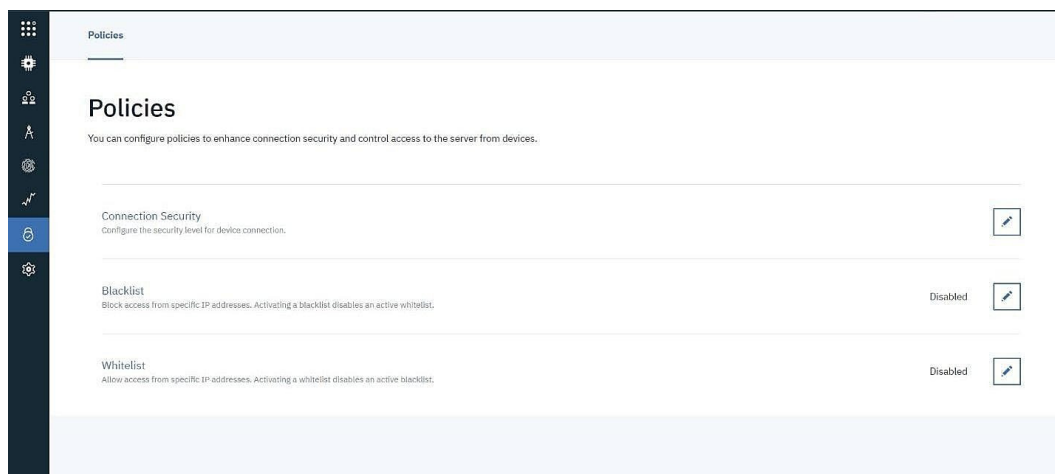 Policies
Policies
You can configure policies to enhance connection security and control access to the server from devices.
Connection Security
Configure the security level for device connection.
Blacklist
Block access from specific IP addresses. Activating a blacklist disables an active whitelist.
Disabled
Whitelist
Allow access from specific IP addresses. Activating a whitelist disables an active blacklist.
Disabled